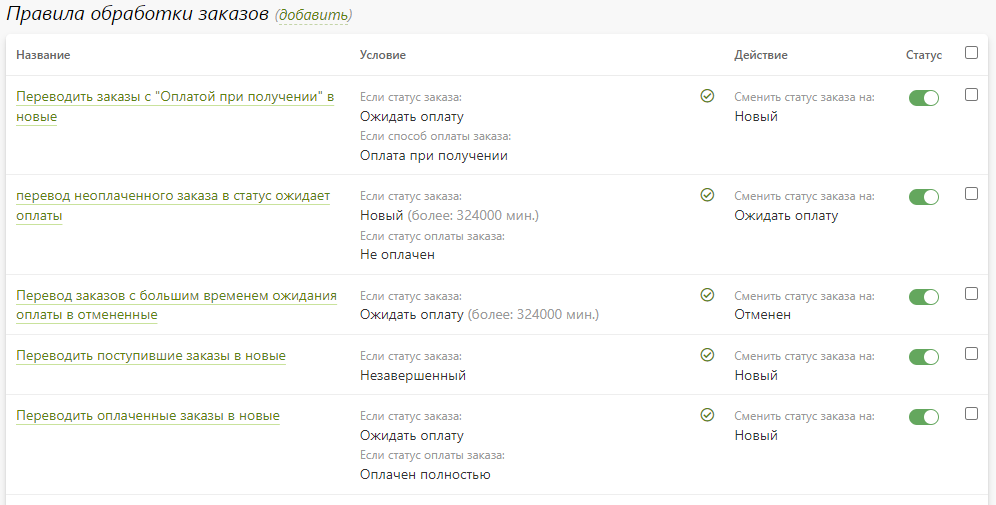 Правила обработки заказов (добавить)
Название Условие Действие Статус
Переводить заказы с "Оплатой при получении" в
новые
Если статус заказа:
Ожидать оплату
Если способ оплаты заказа:
Оплата при получении
Сменить статус заказа на:
Новый
перевод неоплаченного заказа в статус ожидает
оплаты
Если статус заказа:
Новый (более: 324000 мин.)
Если статус оплаты заказа:
Не оплачен
Сменить статус заказа на:
Ожидать оплату
Перевод заказов с большим временем ожидания
оплаты в отмененные
Если статус заказа:
Ожидать оплату (более: 324000 мин.)
Сменить статус заказа на:
Отменен
Переводить поступившие заказы в новые
Если статус заказа:
Незавершенный
Сменить статус заказа на:
Новый
Переводить оплаченные заказы в новые
Если статус заказа:
Ожидать оплату
Если статус оплаты заказа:
Оплачен полностью
Сменить статус заказа на:
Новый